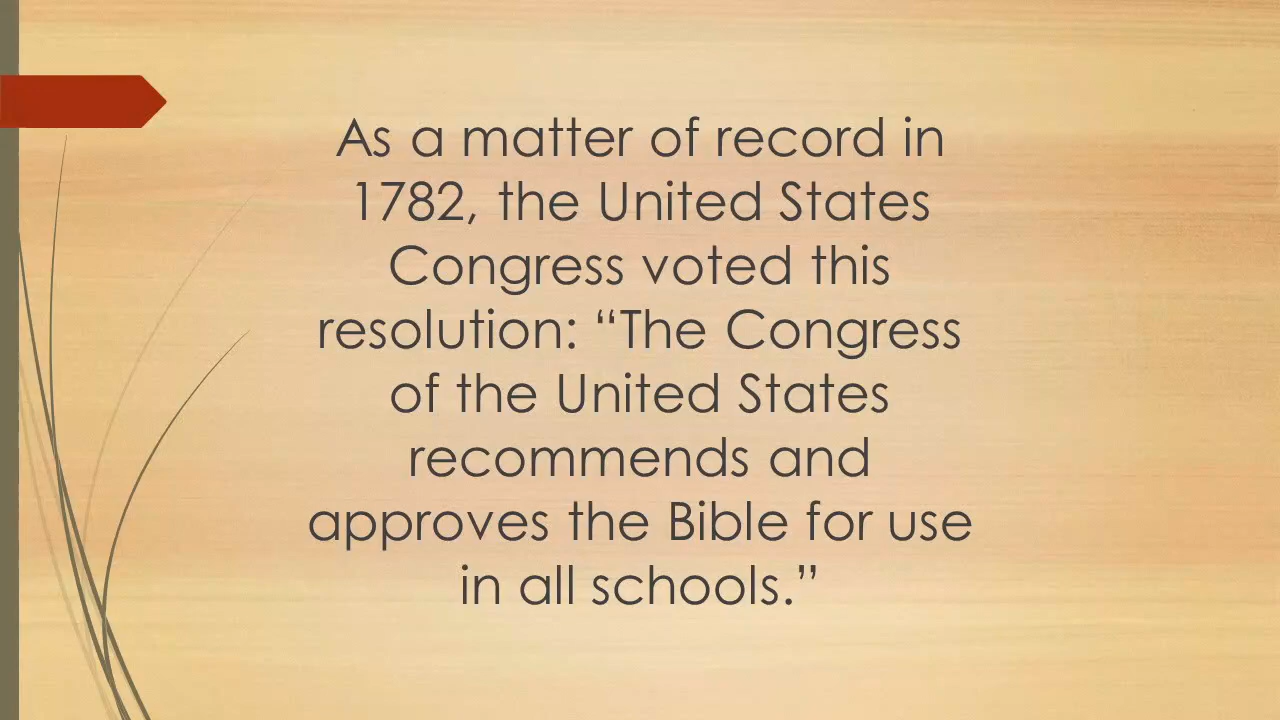 As a matter of record in
1782, the United States
Congress voted this
resolution: “The Congress
of the United States
recommends and
approves the Bible for use
in all schools.”